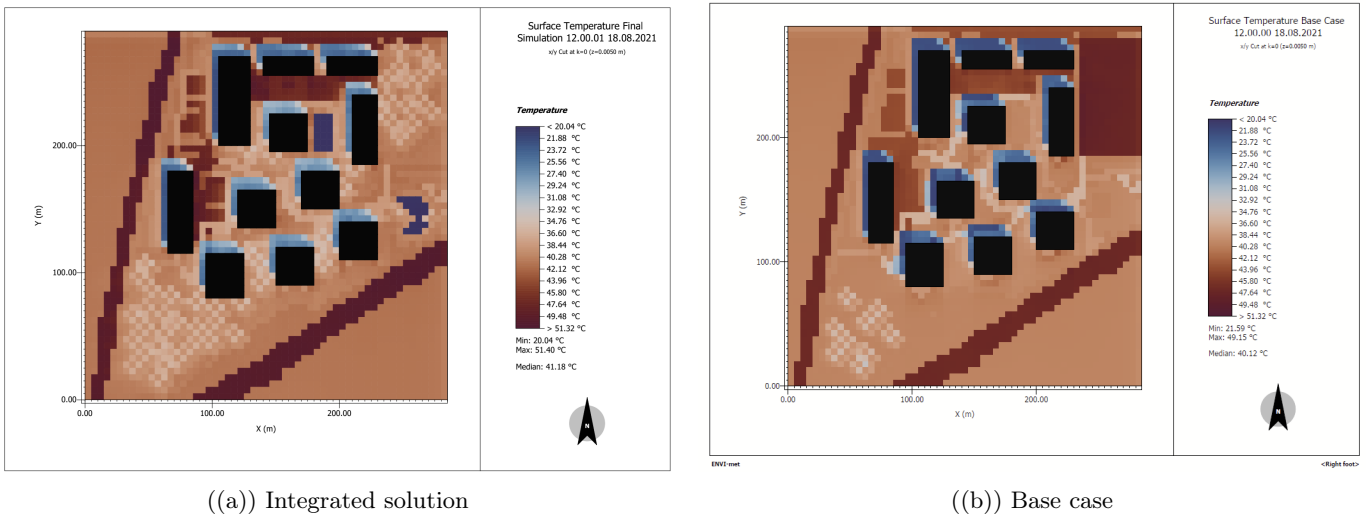 Surface Temperature Final
Simulation 12.00.01 18.08.2021
x/y Cut at k=0 (z=0.0050 m)
Temperature
< 20.04 °C
21.88 °C
23.72 °C
25.56 °C
27.40 °C
29.24 °C
31.08 °C
32.92 °C
34.76 °C
36.60 °C
38.44 °C
40.28 °C
42.12 °C
43.96 °C
45.80 °C
47.64 °C
49.48 °C
> 51.32 °C
Min: 20.04 °C
Max: 51.40 °C
Median: 41.18 °C
N
Y (m)
200.00
100.00
0.00
0.00 100.00 200.00
X (m)
((a)) Integrated solution
Surface Temperature Base Case
12.00.00 18.08.2021
x/y Cut at k=0 (z=0.0050 m)
Temperature
< 20.04 °C
21.88 °C
23.72 °C
25.56 °C
27.40 °C
29.24 °C
31.08 °C
32.92 °C
34.76 °C
36.60 °C
38.44 °C
40.28 °C
42.12 °C
43.96 °C
45.80 °C
47.64 °C
49.48 °C
> 51.32 °C
Min: 21.59 °C
Max: 49.15 °C
Median: 40.12 °C
N
Y (m)
200.00
100.00
0.00
0.00 100.00 200.00
X (m)
ENVI-met <Right foot>
((b)) Base case